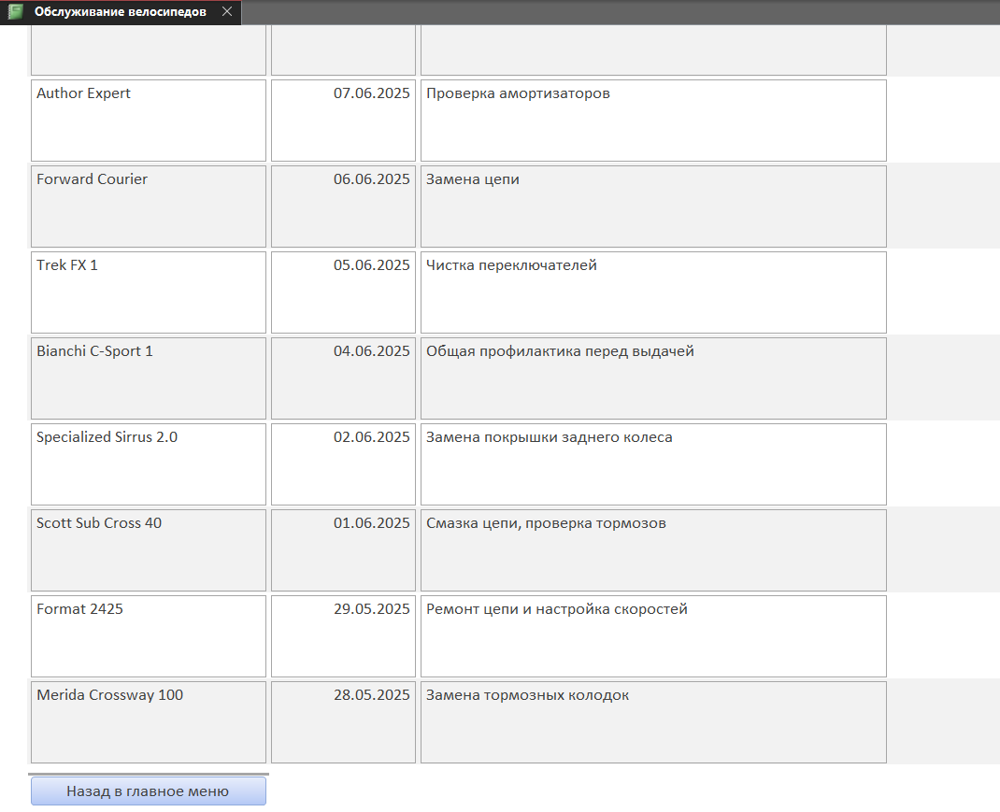 Обслуживание велосипедов
Author Expert 07.06.2025 Проверка амортизаторов
Forward Courier 06.06.2025 Замена цепи
Trek FX 1 05.06.2025 Чистка переключателей
Bianchi C-Sport 1 04.06.2025 Общая профилактика перед выдачей
Specialized Sirrus 2.0 02.06.2025 Замена покрышки заднего колеса
Scott Sub Cross 40 01.06.2025 Смазка цепи, проверка тормозов
Format 2425 29.05.2025 Ремонт цепи и настройка скоростей
Merida Crossway 100 28.05.2025 Замена тормозных колодок
Назад в главное меню